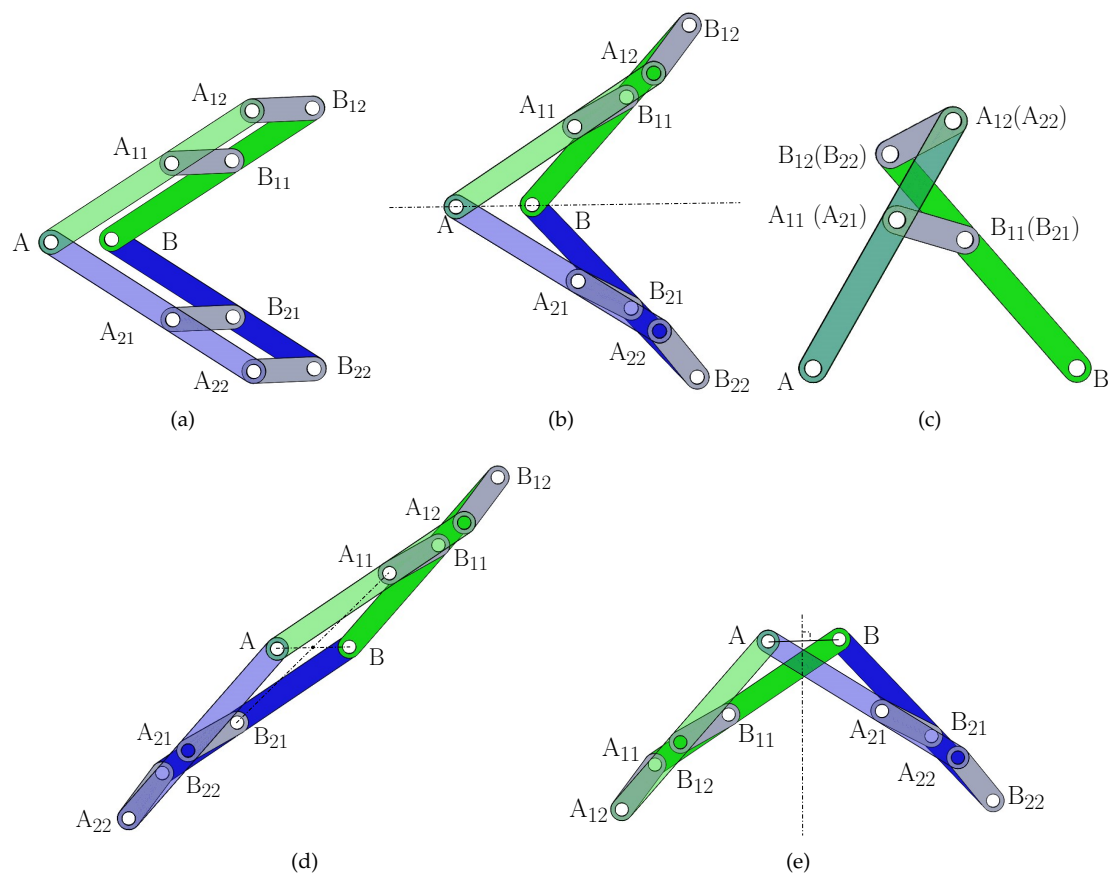 A₁₂
B₁₂
A₁₁
B₁₁
A
B
A₂₁
B₂₁
A₂₂
B₂₂
(a)
B₁₂
A₁₂
A₁₁
B₁₁
A
B
A₂₁
B₂₁
A₂₂
B₂₂
(b)
A₁₂(A₂₂)
B₁₂(B₂₂)
A₁₁ (A₂₁)
B₁₁(B₂₁)
A
B
(c)
B₁₂
A₁₂
A₁₁
B₁₁
A
B
A₂₁
B₂₁
B₂₂
A₂₂
(d)
A
B
A₁₁
B₁₁
A₂₁
B₂₁
B₁₂
A₂₂
A₁₂
B₂₂
(e)